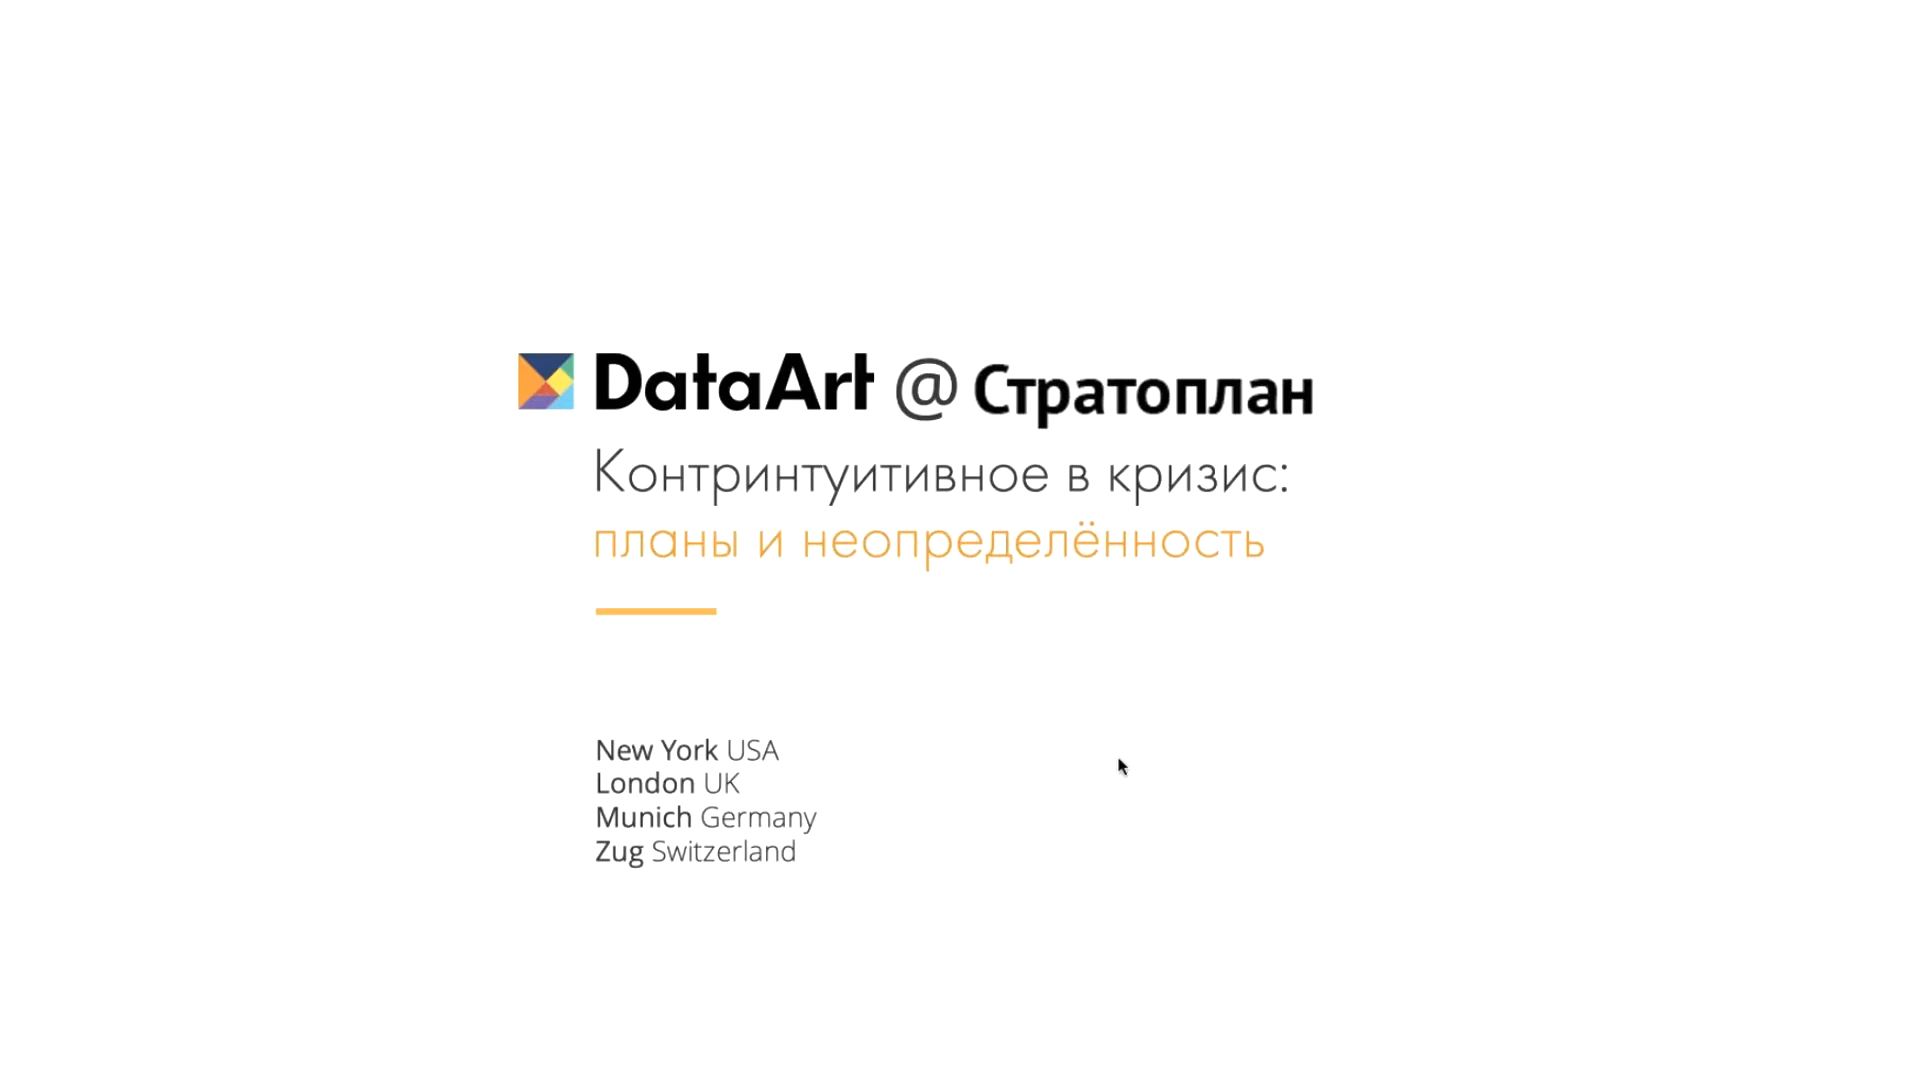 DataArt @ Стратоплан
Контринтуитивное в кризис:
планы и неопределённость
New York USA
London UK
Munich Germany
Zug Switzerland